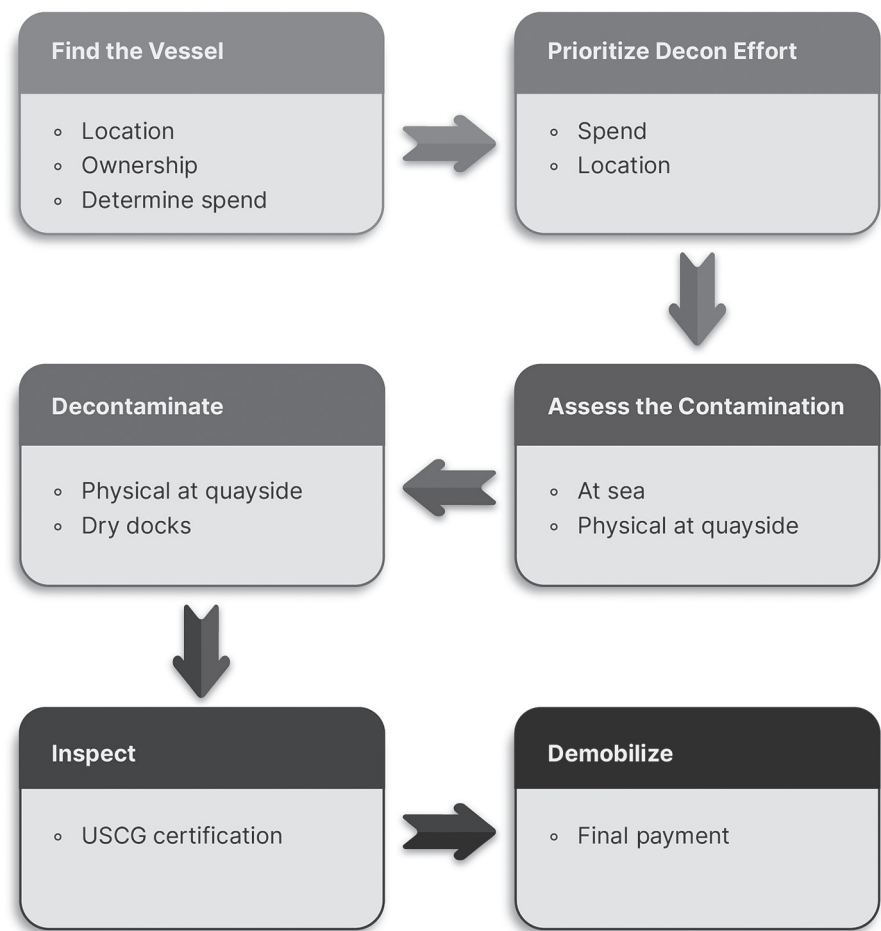 Find the Vessel
◦ Location
◦ Ownership
◦ Determine spend
Prioritize Decon Effort
◦ Spend
◦ Location
Assess the Contamination
◦ At sea
◦ Physical at quayside
Decontaminate
◦ Physical at quayside
◦ Dry docks
Inspect
◦ USCG certification
Demobilize
◦ Final payment